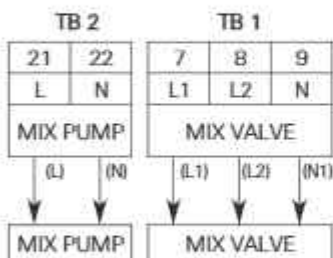 TB 2 TB 1
21 22 7 8 9
L N L1 L2 N
MIX PUMP MIX VALVE
(L) (N) (L1) (L2) (N1)
MIX PUMP MIX VALVE